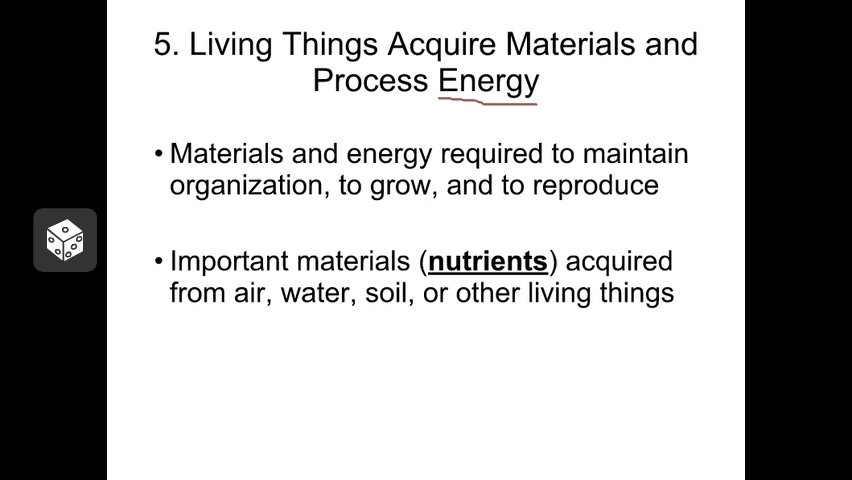 5. Living Things Acquire Materials and
Process Energy
• Materials and energy required to maintain
organization, to grow, and to reproduce
• Important materials (nutrients) acquired
from air, water, soil, or other living things